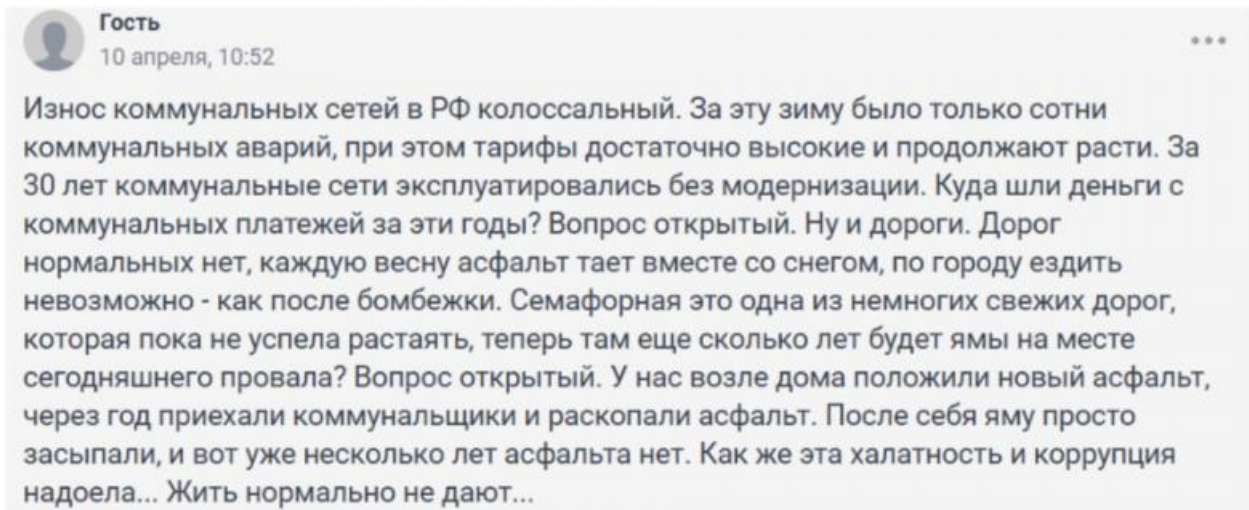 Гость
10 апреля, 10:52
Износ коммунальных сетей в РФ колоссальный. За эту зиму было только сотни
коммунальных аварий, при этом тарифы достаточно высокие и продолжают расти. За
30 лет коммунальные сети эксплуатировались без модернизации. Куда шли деньги с
коммунальных платежей за эти годы? Вопрос открытый. Ну и дороги. Дорог
нормальных нет, каждую весну асфальт тает вместе со снегом, по городу ездить
невозможно - как после бомбежки. Семафорная это одна из немногих свежих дорог,
которая пока не успела растаять, теперь там еще сколько лет будет ямы на месте
сегодняшнего провала? Вопрос открытый. У нас возле дома положили новый асфальт,
через год приехали коммунальщики и раскопали асфальт. После себя яму просто
засыпали, и вот уже несколько лет асфальта нет. Как же эта халатность и коррупция
надоела... Жить нормально не дают...